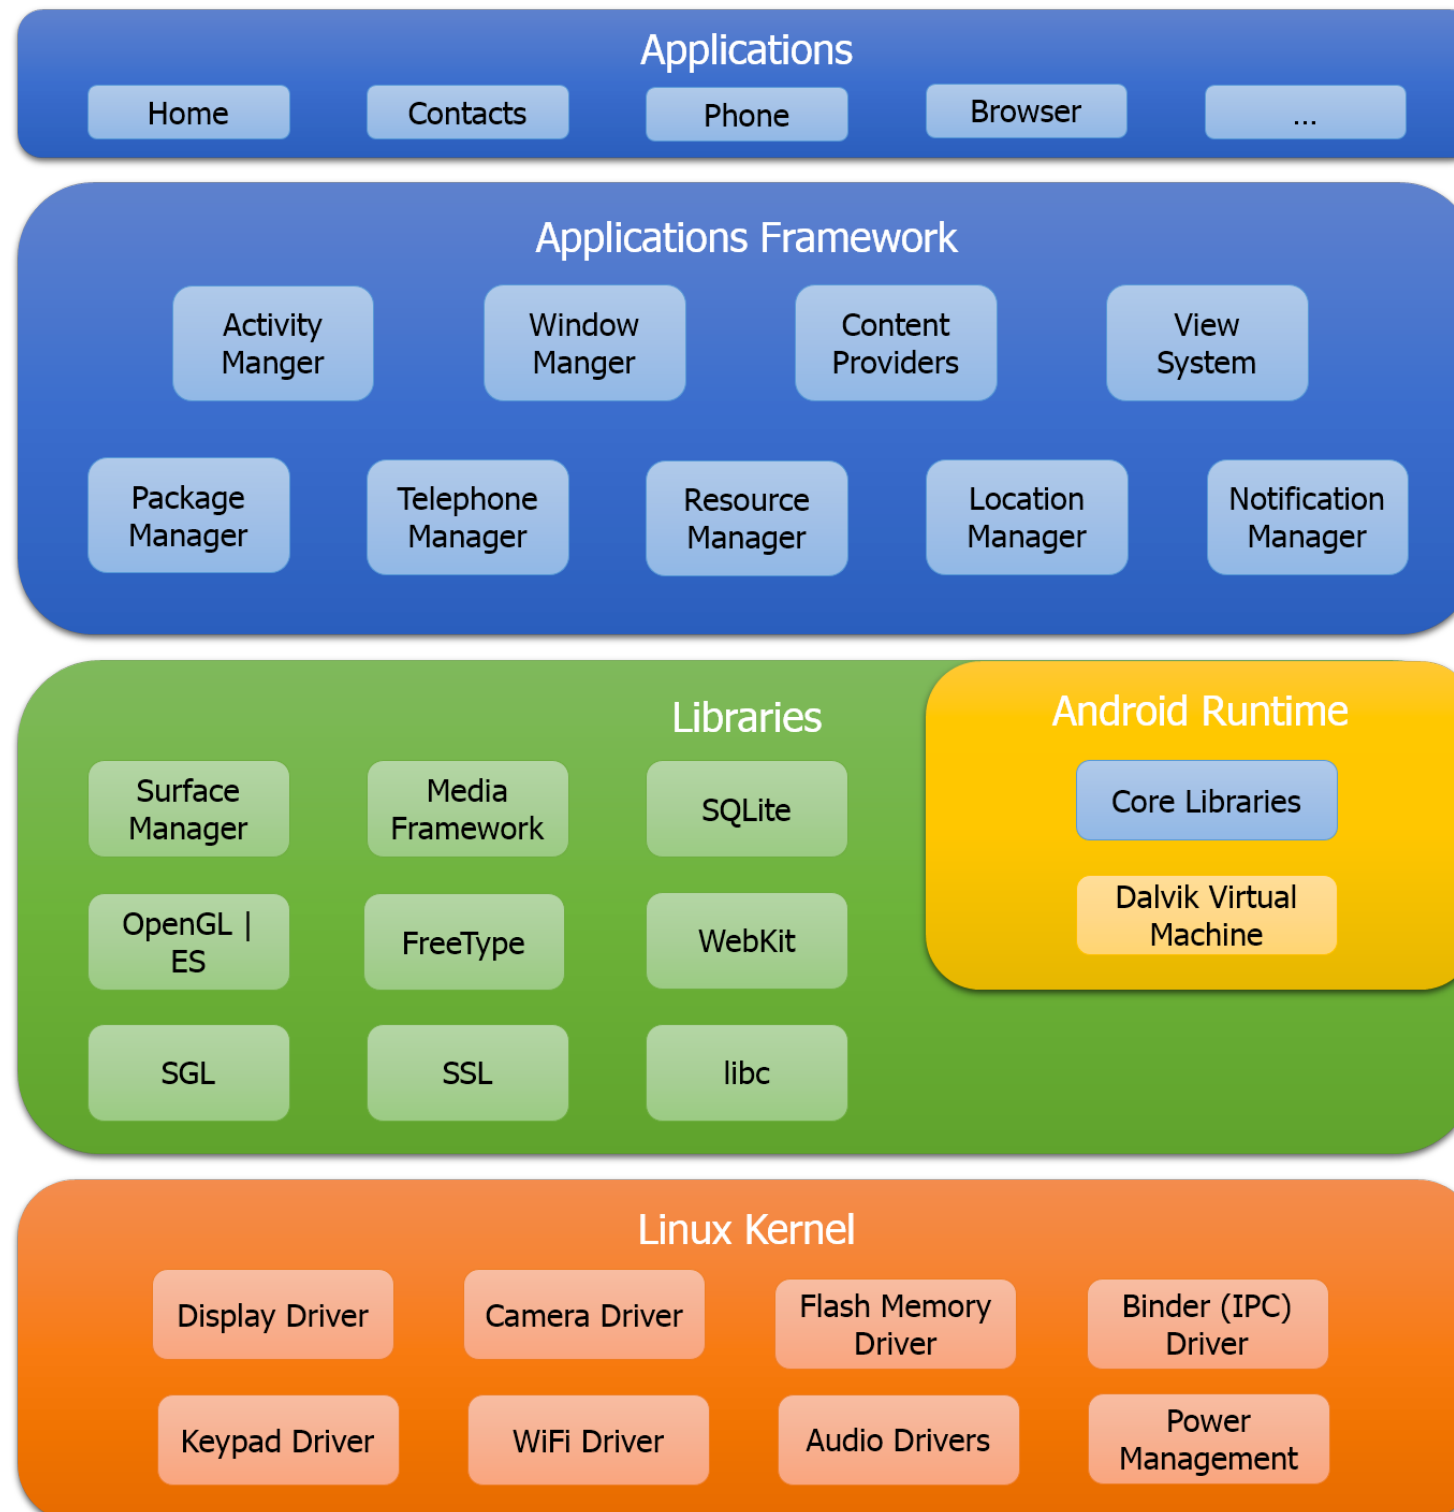 Applications
Home
Contacts
Phone
Browser
...
Applications Framework
Activity
Manger
Window
Manger
Content
Providers
View
System
Package
Manager
Telephone
Manager
Resource
Manager
Location
Manager
Notification
Manager
Libraries
Surface
Manager
Media
Framework
SQLite
OpenGL |
ES
FreeType
WebKit
SGL
SSL
libc
Android Runtime
Core Libraries
Dalvik Virtual
Machine
Linux Kernel
Display Driver
Camera Driver
Flash Memory
Driver
Binder (IPC)
Driver
Keypad Driver
WiFi Driver
Audio Drivers
Power
Management